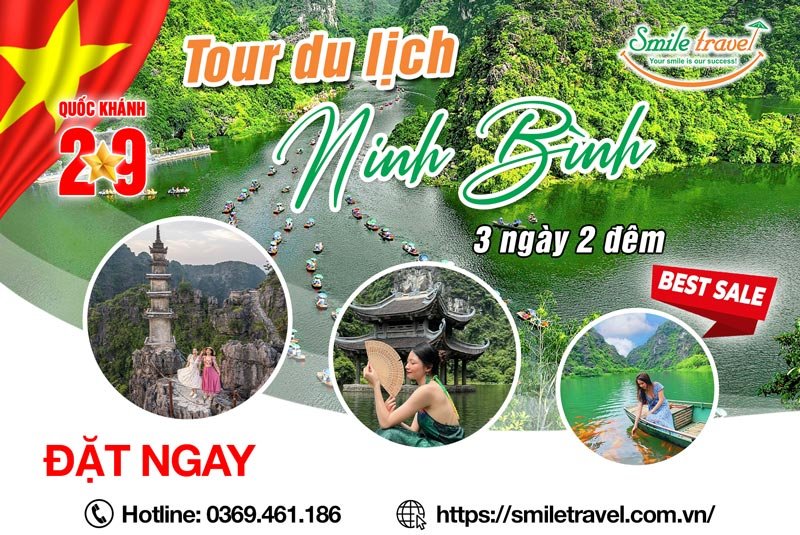 Tour du lịch
Smile travel
Your smile is our success!
QUỐC KHÁNH
2 9
Ninh Bình
3 ngày 2 đêm
BEST SALE
ĐẶT NGAY
Hotline: 0369.461.186
https://smiletravel.com.vn/